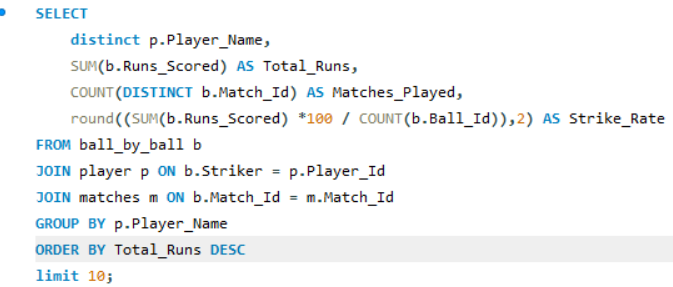 SELECT
distinct p.Player_Name,
SUM(b.Runs_Scored) AS Total_Runs,
COUNT(DISTINCT b.Match_Id) AS Matches_Played,
round((SUM(b.Runs_Scored) *100 / COUNT(b.Ball_Id)),2) AS Strike_Rate
FROM ball_by_ball b
JOIN player p ON b.Striker = p.Player_Id
JOIN matches m ON b.Match_Id = m.Match_Id
GROUP BY p.Player_Name
ORDER BY Total_Runs DESC
limit 10;